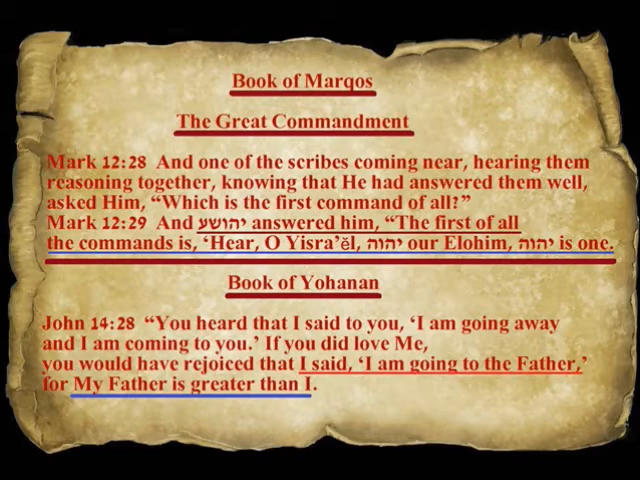 Book of Marqos
The Great Commandment
Mark 12:28 And one of the scribes coming near, hearing them
reasoning together, knowing that He had answered them well,
asked Him, “Which is the first command of all?”
Mark 12:29 And יהושע answered him, “The first of all
the commands is, ‘Hear, O Yisra’ĕl, יהוה our Elohim, יהוה is one.
Book of Yohanan
John 14:28 “You heard that I said to you, ‘I am going away
and I am coming to you.’ If you did love Me,
you would have rejoiced that I said, ‘I am going to the Father,’
for My Father is greater than I.